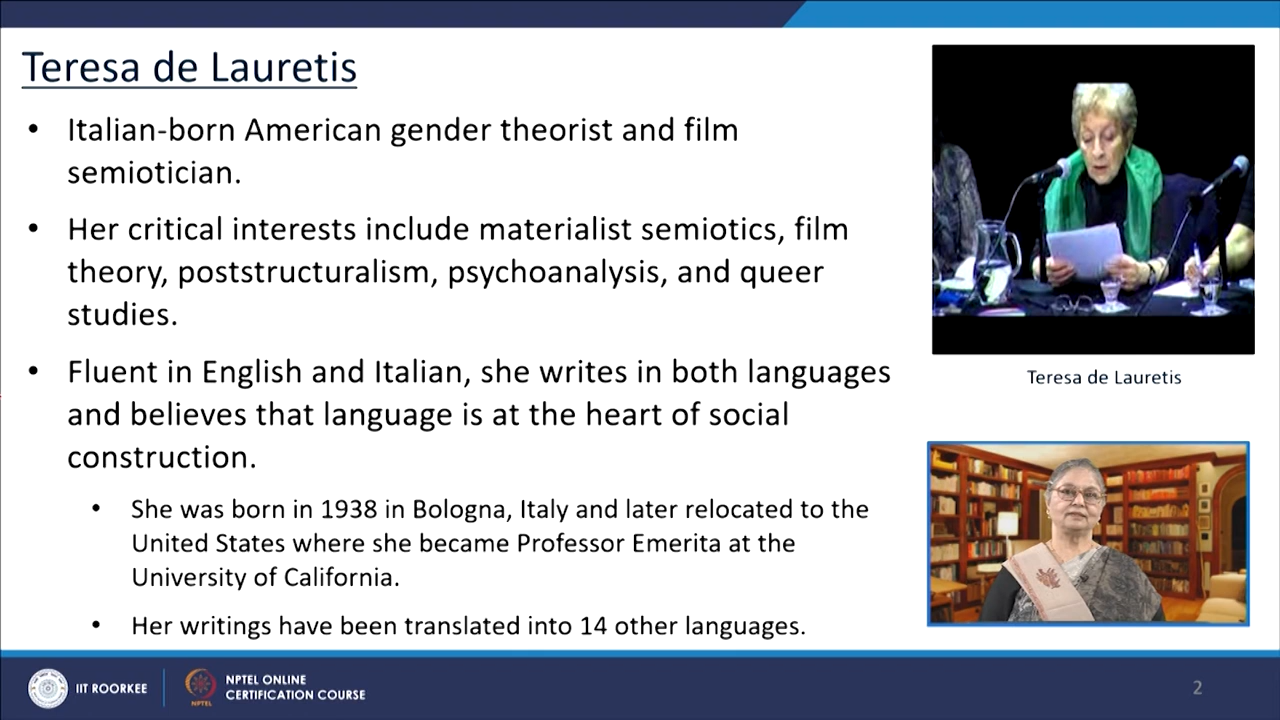 Teresa de Lauretis
• Italian-born American gender theorist and film
semiotician.
• Her critical interests include materialist semiotics, film
theory, poststructuralism, psychoanalysis, and queer
studies.
• Fluent in English and Italian, she writes in both languages
and believes that language is at the heart of social
construction.
• She was born in 1938 in Bologna, Italy and later relocated to the
United States where she became Professor Emerita at the
University of California.
• Her writings have been translated into 14 other languages.
Teresa de Lauretis
IIT ROORKEE
NPTEL
NPTEL ONLINE
CERTIFICATION COURSE
2